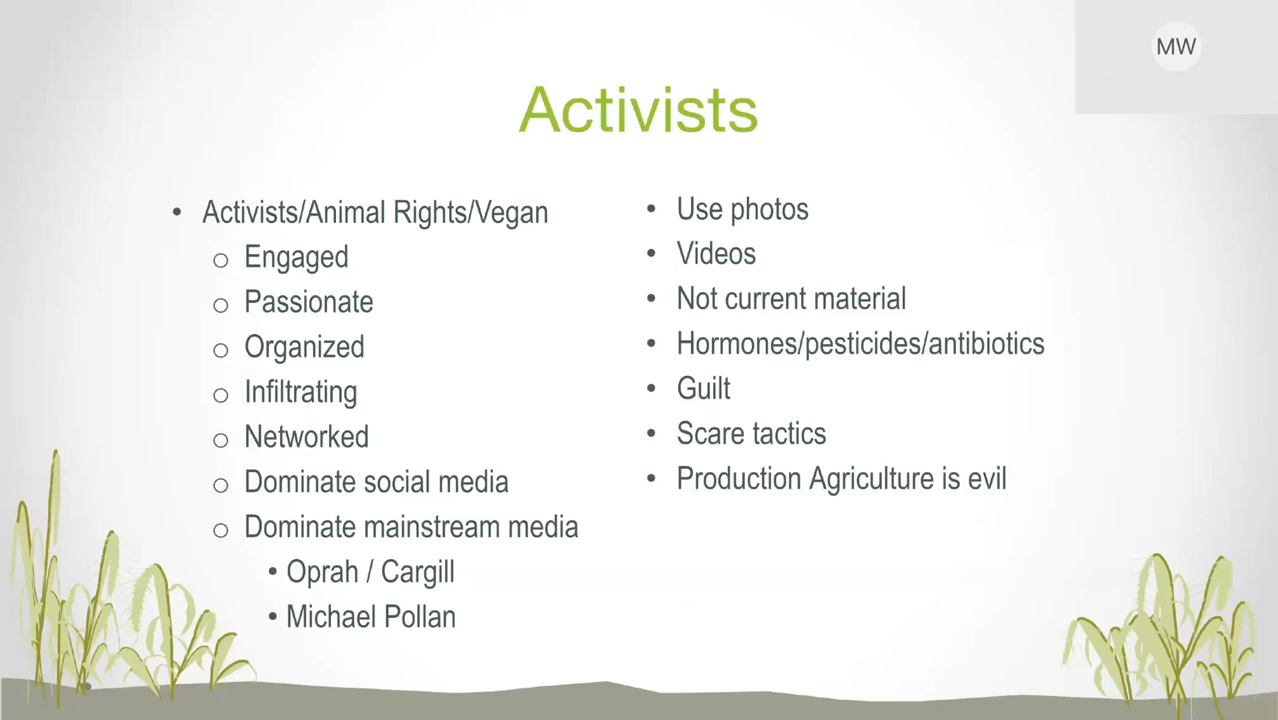 MW
Activists
• Activists/Animal Rights/Vegan
o Engaged
o Passionate
o Organized
o Infiltrating
o Networked
o Dominate social media
o Dominate mainstream media
• Oprah / Cargill
• Michael Pollan
• Use photos
• Videos
• Not current material
• Hormones/pesticides/antibiotics
• Guilt
• Scare tactics
• Production Agriculture is evil